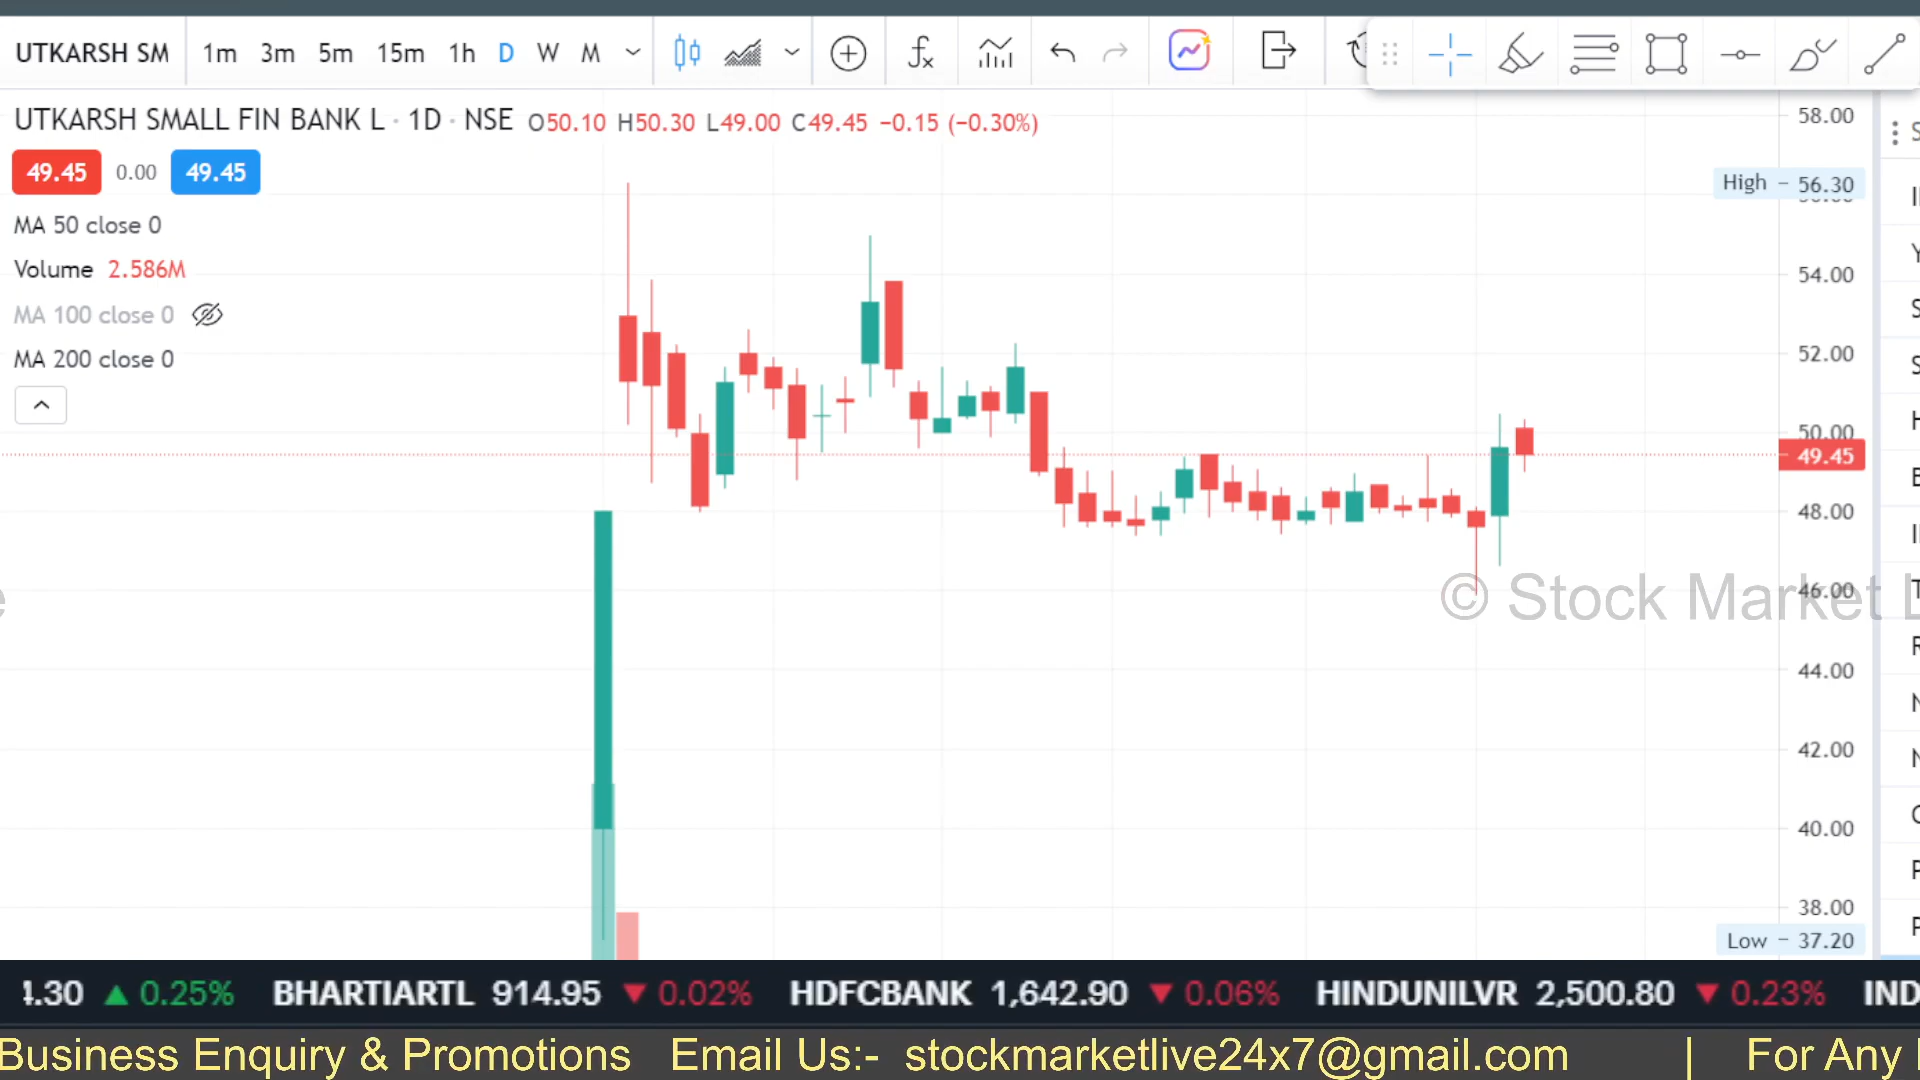 UTKARSH SM 1m 3m 5m 15m 1h D W M
UTKARSH SMALL FIN BANK L · 1D · NSE O50.10 H50.30 L49.00 C49.45 −0.15 (−0.30%)
49.45 0.00 49.45
MA 50 close 0
Volume 2.586M
MA 100 close 0
MA 200 close 0
58.00
High 56.30
54.00
52.00
50.00
49.45
48.00
46.00
© Stock Market
44.00
42.00
40.00
38.00
Low 37.20
4.30 ▲ 0.25% BHARTIARTL 914.95 ▼ 0.02% HDFCBANK 1,642.90 ▼ 0.06% HINDUNILVR 2,500.80 ▼ 0.23% IND
Business Enquiry & Promotions Email Us:- stockmarketlive24x7@gmail.com | For Any